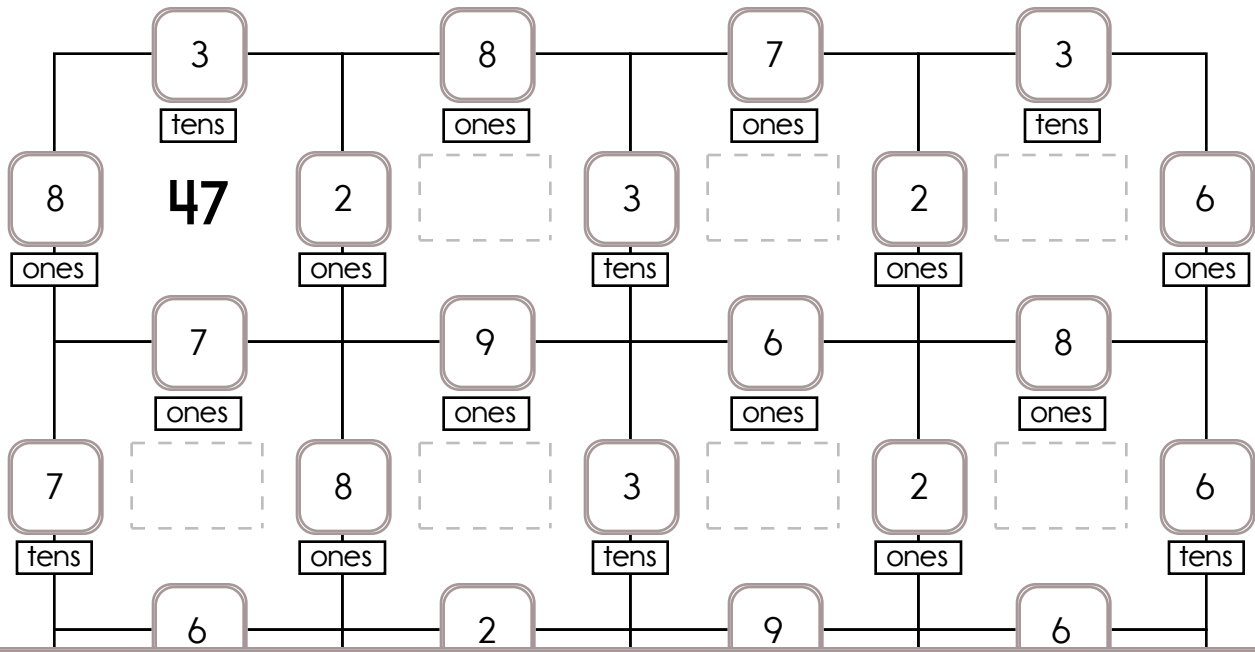 3 8 7 3
tens ones ones tens
8 47 2 3 2 6
ones ones tens ones ones
7 9 6 8
ones ones ones ones
7 8 3 2 6
tens ones tens ones tens
6 2 9 6